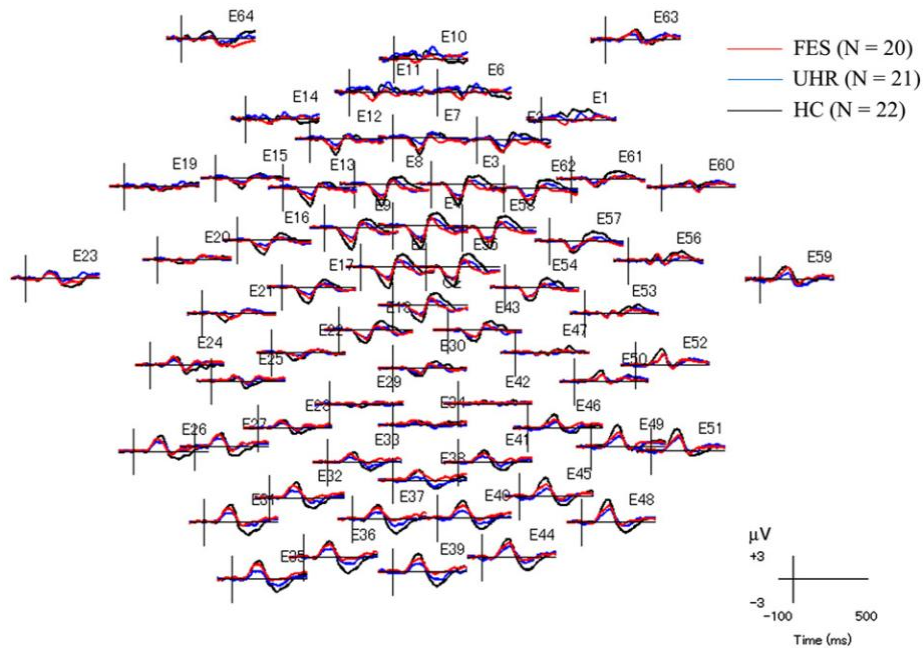 E64
E63
E10
FES (N = 20)
UHR (N = 21)
HC (N = 22)
E11
E6
E14
E1
E12
E7
E2
E19
E15
E13
E8
E3
E62
E61
E60
E9
E4
E58
E16
E57
E23
E20
E56
E59
E17
E54
E21
E43
E53
E18
E22
E47
E24
E25
E30
E50
E52
E29
E42
E28
E34
E46
E26
E27
E49
E51
E33
E38
E41
E32
E45
E31
E37
E40
E48
E36
E35
E39
E44
µV
+3
-3
-100 500
Time (ms)